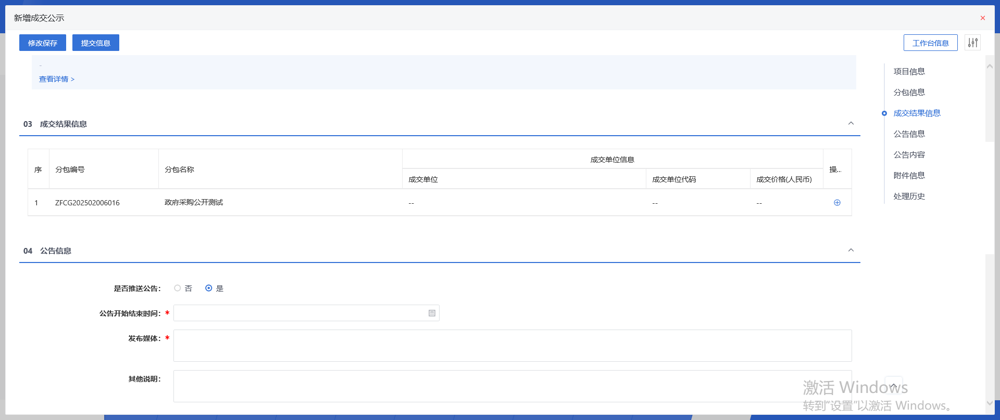 新增成交公示
×
修改保存
提交信息
工作台信息
-
查看详情 >
项目信息
分包信息
成交结果信息
公告信息
公告内容
附件信息
处理历史
03 成交结果信息
序 分包编号 分包名称 成交单位信息 操...
成交单位 成交单位代码 成交价格(人民币)
1 ZFCG202502006016 政府采购公开测试 -- -- --
04 公告信息
是否推送公告： 否 是
公告开始结束时间：*
发布媒体：*
其他说明：
激活 Windows
转到"设置"以激活 Windows。